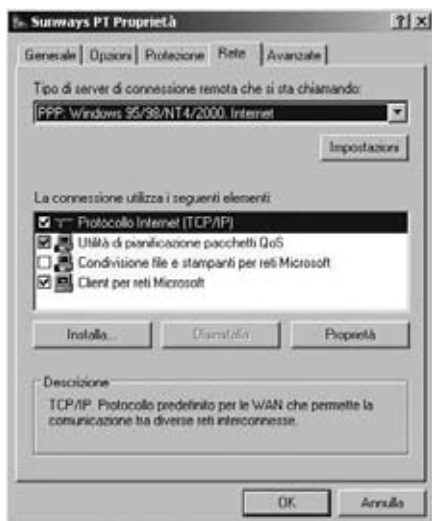 Sunways PT Proprietà
Generale Opzioni Protezione Rete Avanzate
Tipo di server di connessione remota che si sta chiamando:
PPP: Windows 95/98/NT4/2000, Internet
Impostazioni
La connessione utilizza i seguenti elementi:
Protocollo Internet (TCP/IP)
Utilità di pianificazione pacchetti QoS
Condivisione file e stampanti per reti Microsoft
Client per reti Microsoft
Installa... Disinstalla Proprietà
Descrizione
TCP/IP. Protocollo predefinito per le WAN che permette la
comunicazione tra diverse reti interconnesse.
OK Annulla